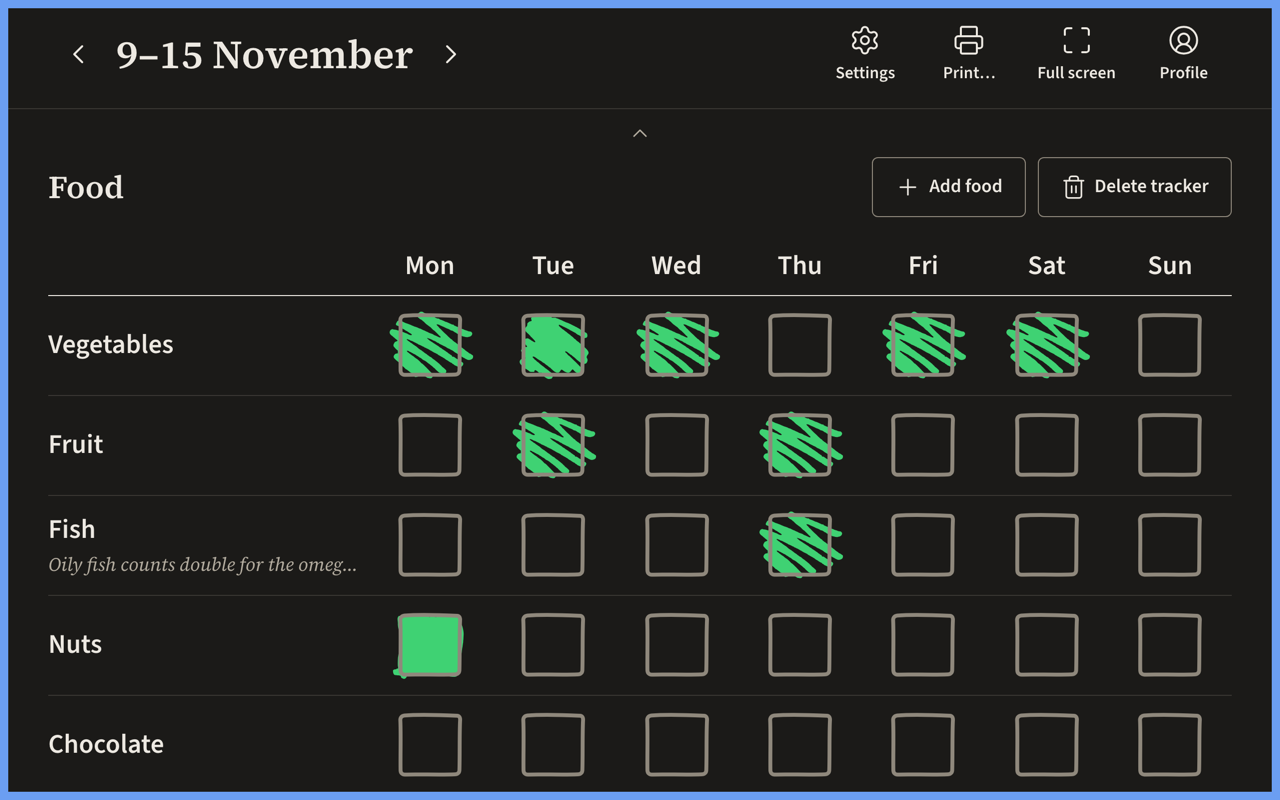 9–15 November
Settings
Print...
Full screen
Profile
Food
Add food
Delete tracker
Mon Tue Wed Thu Fri Sat Sun
Vegetables
Fruit
Fish
Oily fish counts double for the omeg...
Nuts
Chocolate